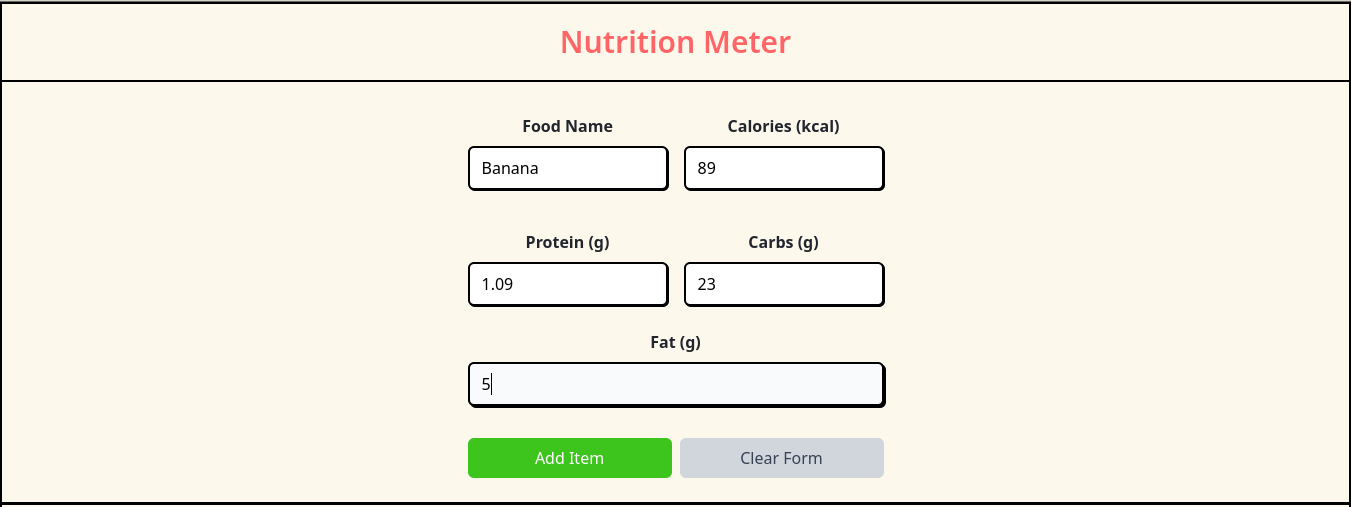 Nutrition Meter
Food Name
Calories (kcal)
Banana
89
Protein (g)
Carbs (g)
1.09
23
Fat (g)
5
Add Item
Clear Form